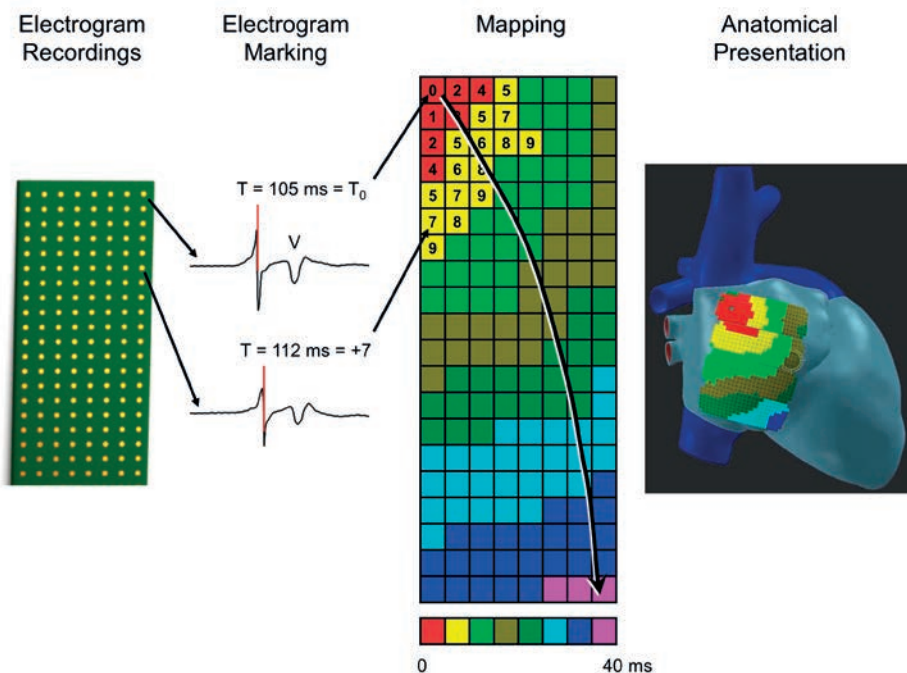 Electrogram
Recordings
Electrogram
Marking
Mapping
Anatomical
Presentation
T = 105 ms = T0
V
T = 112 ms = +7
0 2 4 5
1 5 7
2 5 6 8 9
4 6 8
5 7 9
7 8
9
0 40 ms